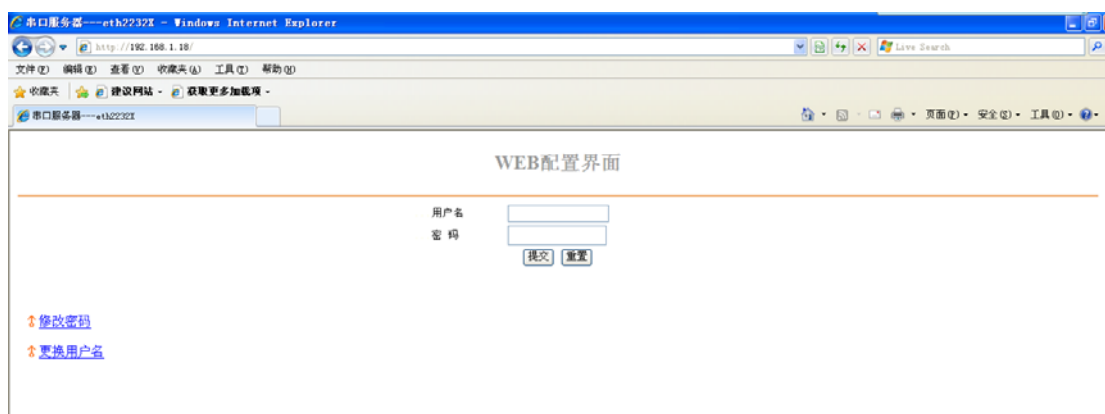 串口服务器---eth2232X - Windows Internet Explorer
http://192.168.1.18/
Live Search
文件(F) 编辑(E) 查看(V) 收藏夹(A) 工具(T) 帮助(H)
收藏夹 建议网站 获取更多加载项
串口服务器---eth2232X 页面(P) 安全(S) 工具(O)
WEB配置界面
用户名
密 码
提交 重置
修改密码
更换用户名